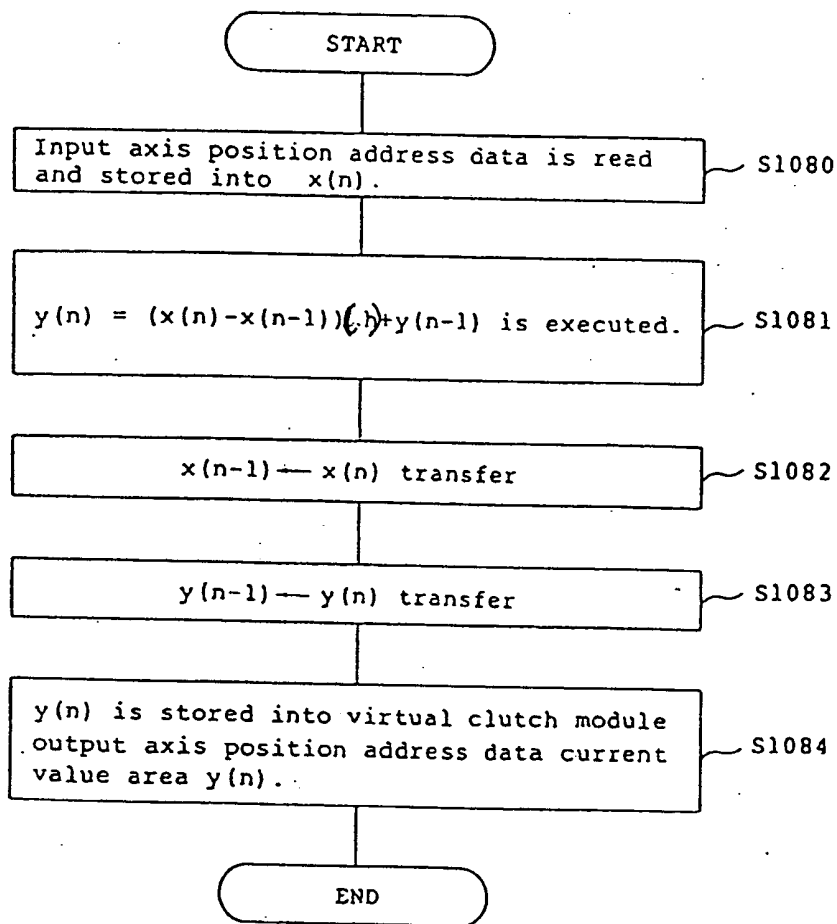 START
Input axis position address data is read
and stored into x(n).
S1080
y(n) = (x(n)-x(n-1))(.h)+y(n-1) is executed.
S1081
x(n-1) ← x(n) transfer
S1082
y(n-1) ← y(n) transfer
S1083
y(n) is stored into virtual clutch module
output axis position address data current
value area y(n).
S1084
END